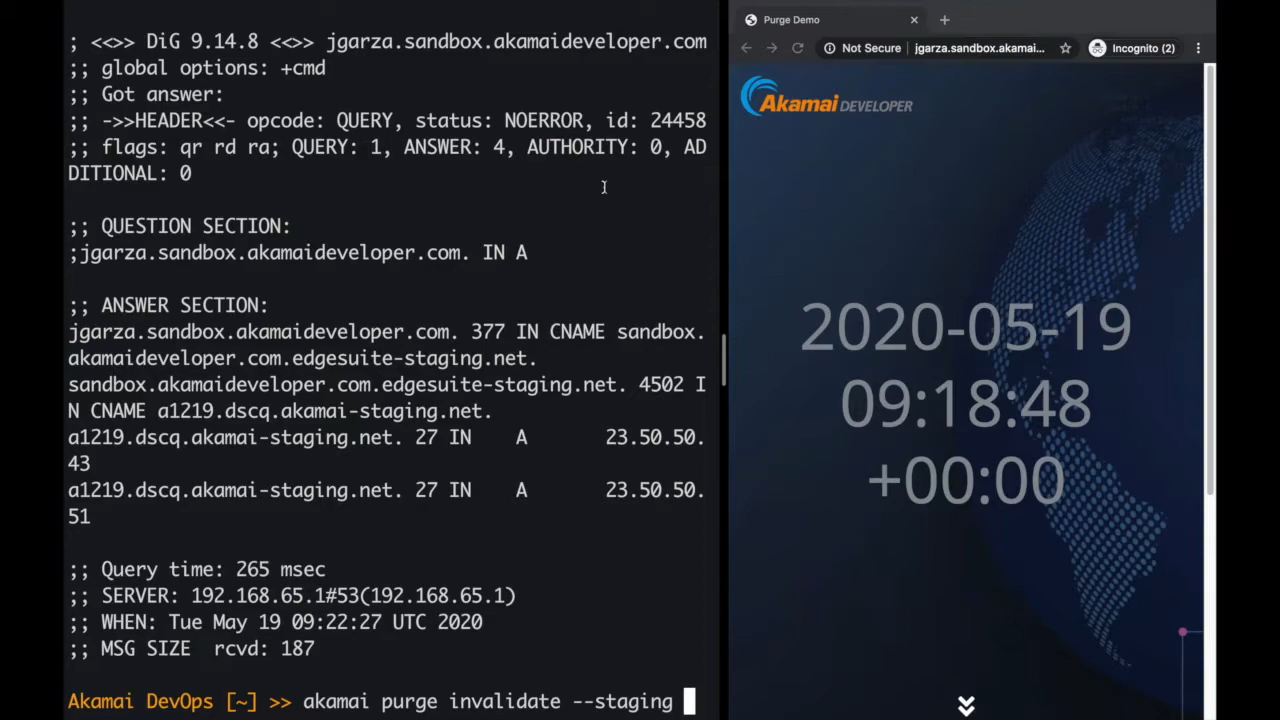 ; <<>> DiG 9.14.8 <<>> jgarza.sandbox.akamaideveloper.com
;; global options: +cmd
;; Got answer:
;; ->>HEADER<<- opcode: QUERY, status: NOERROR, id: 24458
;; flags: qr rd ra; QUERY: 1, ANSWER: 4, AUTHORITY: 0, AD
DITIONAL: 0
;; QUESTION SECTION:
;jgarza.sandbox.akamaideveloper.com. IN A
;; ANSWER SECTION:
jgarza.sandbox.akamaideveloper.com. 377 IN CNAME sandbox.
akamaideveloper.com.edgesuite-staging.net.
sandbox.akamaideveloper.com.edgesuite-staging.net. 4502 I
N CNAME a1219.dscq.akamai-staging.net.
a1219.dscq.akamai-staging.net. 27 IN A 23.50.50.
43
a1219.dscq.akamai-staging.net. 27 IN A 23.50.50.
51
;; Query time: 265 msec
;; SERVER: 192.168.65.1#53(192.168.65.1)
;; WHEN: Tue May 19 09:22:27 UTC 2020
;; MSG SIZE rcvd: 187
Akamai DevOps [~] >> akamai purge invalidate --staging
Purge Demo
Not Secure jgarza.sandbox.akamai... Incognito (2)
Akamai DEVELOPER
2020-05-19
09:18:48
+00:00